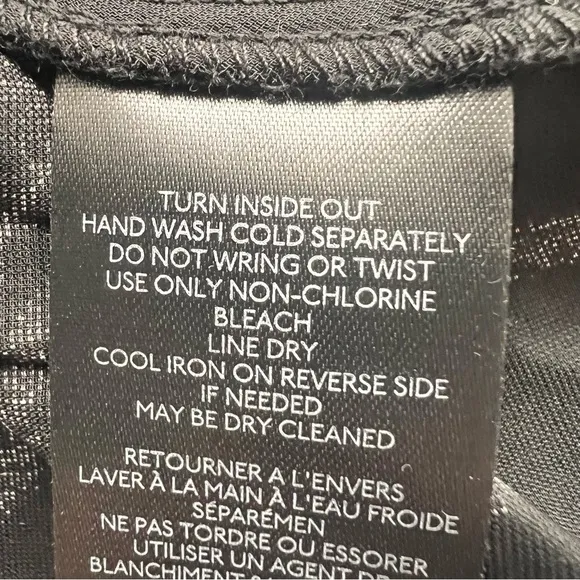 TURN INSIDE OUT
HAND WASH COLD SEPARATELY
DO NOT WRING OR TWIST
USE ONLY NON-CHLORINE
BLEACH
LINE DRY
COOL IRON ON REVERSE SIDE
IF NEEDED
MAY BE DRY CLEANED
RETOURNER A L'ENVERS
LAVER À LA MAIN À L'EAU FROIDE
SÉPARÉMEN
NE PAS TORDRE OU ESSORER
UTILISER UN AGENT DE
BLANCHIMENT